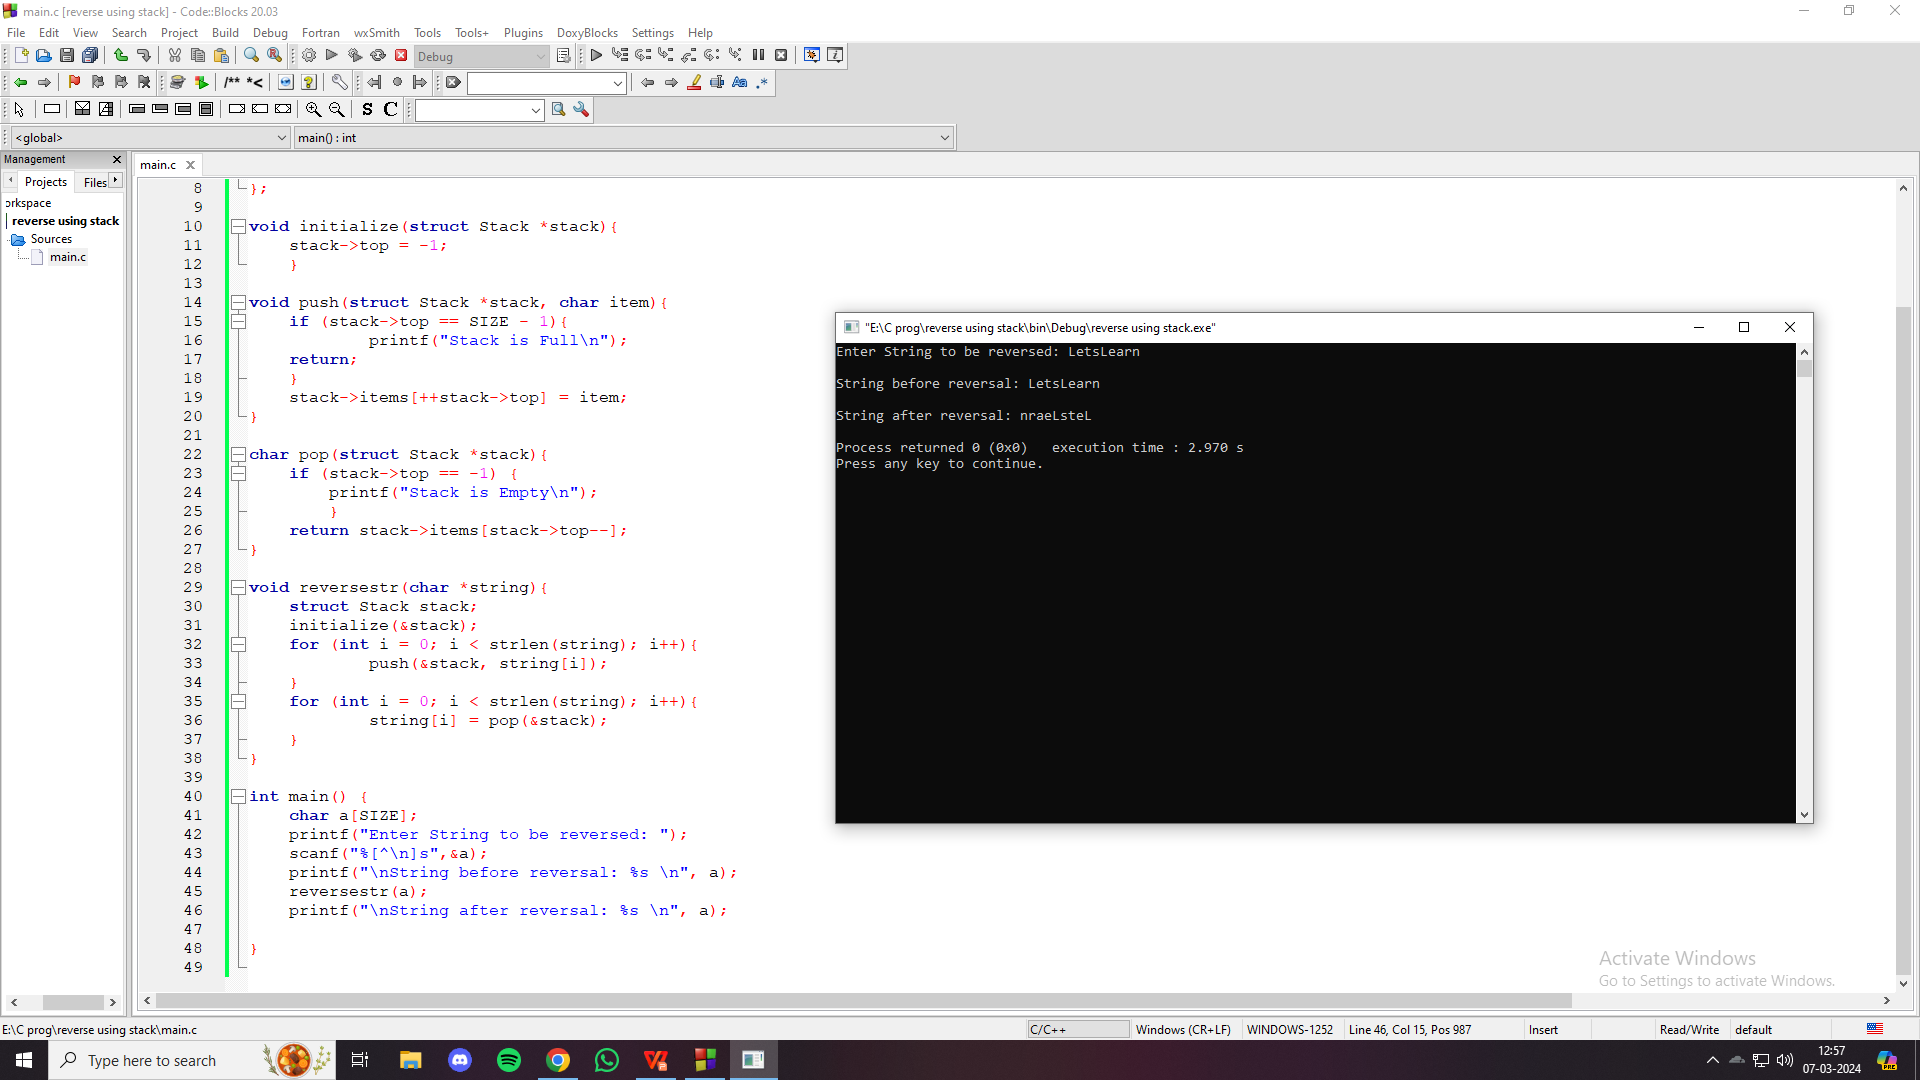 main.c [reverse using stack] - Code::Blocks 20.03
File Edit View Search Project Build Debug Fortran wxSmith Tools Tools+ Plugins DoxyBlocks Settings Help
Debug
/** *<
Aa .*
S C
<global> main() : int
Management
Projects Files
orkspace
reverse using stack
Sources
main.c
main.c
8 };
9
10 void initialize(struct Stack *stack){
11 stack->top = -1;
12 }
13
14 void push(struct Stack *stack, char item){
15 if (stack->top == SIZE - 1){
16 printf("Stack is Full\n");
17 return;
18 }
19 stack->items[++stack->top] = item;
20 }
21
22 char pop(struct Stack *stack){
23 if (stack->top == -1) {
24 printf("Stack is Empty\n");
25 }
26 return stack->items[stack->top--];
27 }
28
29 void reversestr(char *string){
30 struct Stack stack;
31 initialize(&stack);
32 for (int i = 0; i < strlen(string); i++){
33 push(&stack, string[i]);
34 }
35 for (int i = 0; i < strlen(string); i++){
36 string[i] = pop(&stack);
37 }
38 }
39
40 int main() {
41 char a[SIZE];
42 printf("Enter String to be reversed: ");
43 scanf("%[^\n]s",&a);
44 printf("\nString before reversal: %s \n", a);
45 reversestr(a);
46 printf("\nString after reversal: %s \n", a);
47
48 }
49
"E:\C prog\reverse using stack\bin\Debug\reverse using stack.exe"
Enter String to be reversed: LetsLearn
String before reversal: LetsLearn
String after reversal: nraeLsteL
Process returned 0 (0x0) execution time : 2.970 s
Press any key to continue.
Activate Windows
Go to Settings to activate Windows.
E:\C prog\reverse using stack\main.c C/C++ Windows (CR+LF) WINDOWS-1252 Line 46, Col 15, Pos 987 Insert Read/Write default
Type here to search
12:57
07-03-2024
PRE